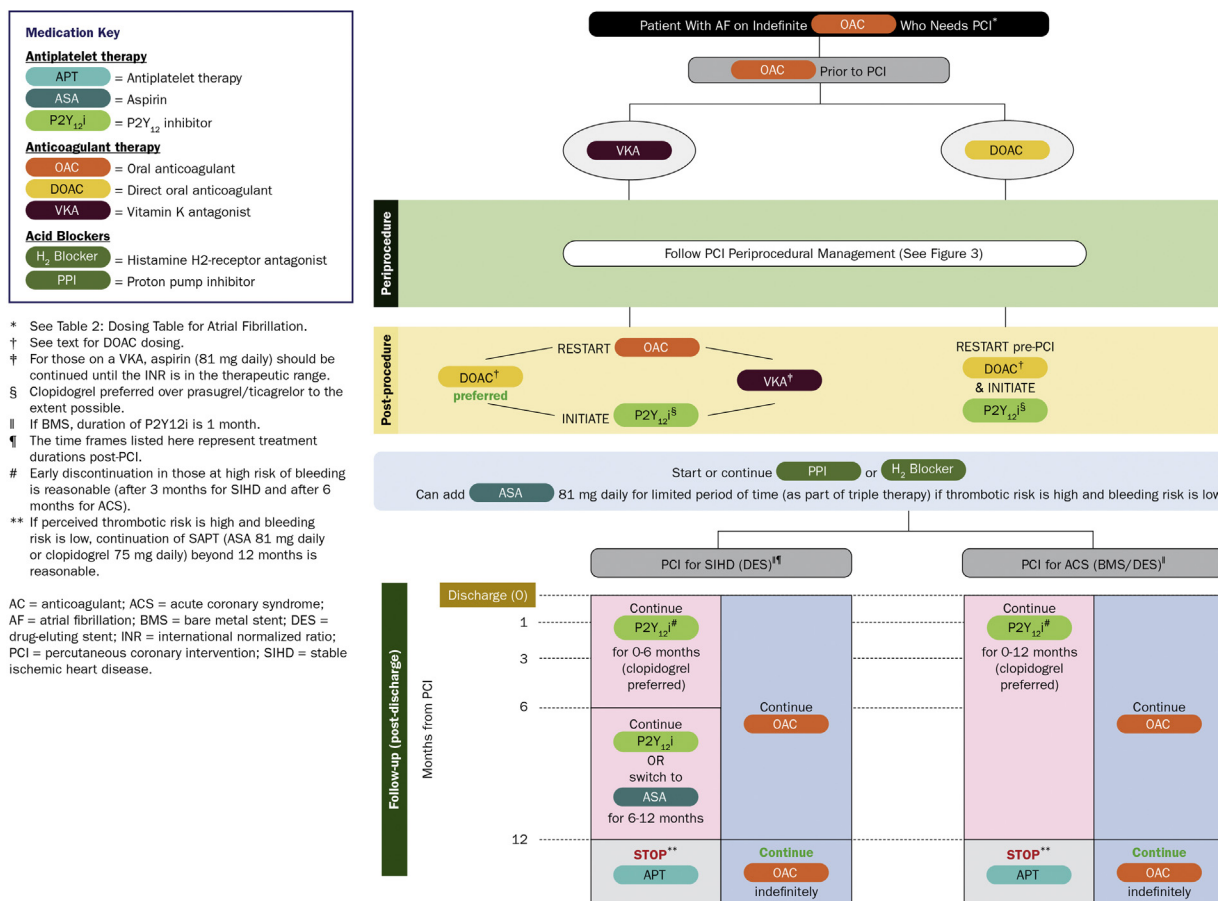 Medication Key
Antiplatelet therapy
APT = Antiplatelet therapy
ASA = Aspirin
P2Y₁₂i = P2Y₁₂ inhibitor
Anticoagulant therapy
OAC = Oral anticoagulant
DOAC = Direct oral anticoagulant
VKA = Vitamin K antagonist
Acid Blockers
H₂ Blocker = Histamine H2-receptor antagonist
PPI = Proton pump inhibitor
* See Table 2: Dosing Table for Atrial Fibrillation.
† See text for DOAC dosing.
‡ For those on a VKA, aspirin (81 mg daily) should be
continued until the INR is in the therapeutic range.
§ Clopidogrel preferred over prasugrel/ticagrelor to the
extent possible.
‖ If BMS, duration of P2Y12i is 1 month.
¶ The time frames listed here represent treatment
durations post-PCI.
# Early discontinuation in those at high risk of bleeding
is reasonable (after 3 months for SIHD and after 6
months for ACS).
** If perceived thrombotic risk is high and bleeding
risk is low, continuation of SAPT (ASA 81 mg daily
or clopidogrel 75 mg daily) beyond 12 months is
reasonable.
AC = anticoagulant; ACS = acute coronary syndrome;
AF = atrial fibrillation; BMS = bare metal stent; DES =
drug-eluting stent; INR = international normalized ratio;
PCI = percutaneous coronary intervention; SIHD = stable
ischemic heart disease.
Patient With AF on Indefinite OAC Who Needs PCI*
OAC Prior to PCI
VKA
DOAC
Periprocedure
Follow PCI Periprocedural Management (See Figure 3)
Post-procedure
RESTART OAC
DOAC†
preferred
VKA‡
INITIATE P2Y₁₂i§
RESTART pre-PCI
DOAC†
& INITIATE
P2Y₁₂i§
Start or continue PPI or H₂ Blocker
Can add ASA 81 mg daily for limited period of time (as part of triple therapy) if thrombotic risk is high and bleeding risk is low
PCI for SIHD (DES)‖¶
PCI for ACS (BMS/DES)‖
Follow-up (post-discharge)
Months from PCI
Discharge (0)
1
3
6
12
Continue
P2Y₁₂i#
for 0-6 months
(clopidogrel
preferred)
Continue
P2Y₁₂i
OR
switch to
ASA
for 6-12 months
STOP**
APT
Continue
OAC
Continue
OAC
indefinitely
Continue
P2Y₁₂i#
for 0-12 months
(clopidogrel
preferred)
STOP**
APT
Continue
OAC
Continue
OAC
indefinitely